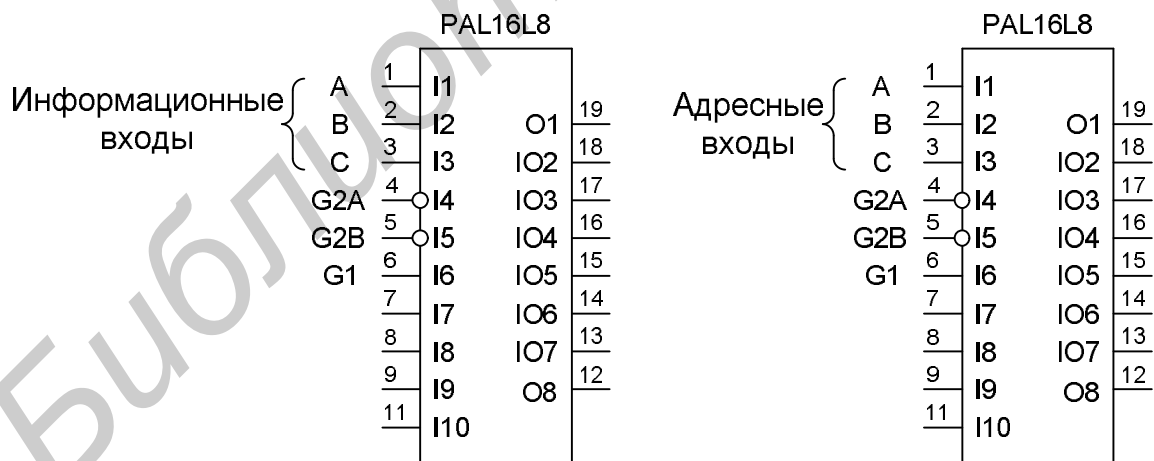 PAL16L8
Информационные
входы
A
B
C
G2A
G2B
G1
1
2
3
4
5
6
7
8
9
11
I1
I2
I3
I4
I5
I6
I7
I8
I9
I10
O1
IO2
IO3
IO4
IO5
IO6
IO7
O8
19
18
17
16
15
14
13
12
PAL16L8
Адресные
входы
A
B
C
G2A
G2B
G1
1
2
3
4
5
6
7
8
9
11
I1
I2
I3
I4
I5
I6
I7
I8
I9
I10
O1
IO2
IO3
IO4
IO5
IO6
IO7
O8
19
18
17
16
15
14
13
12
Библиот